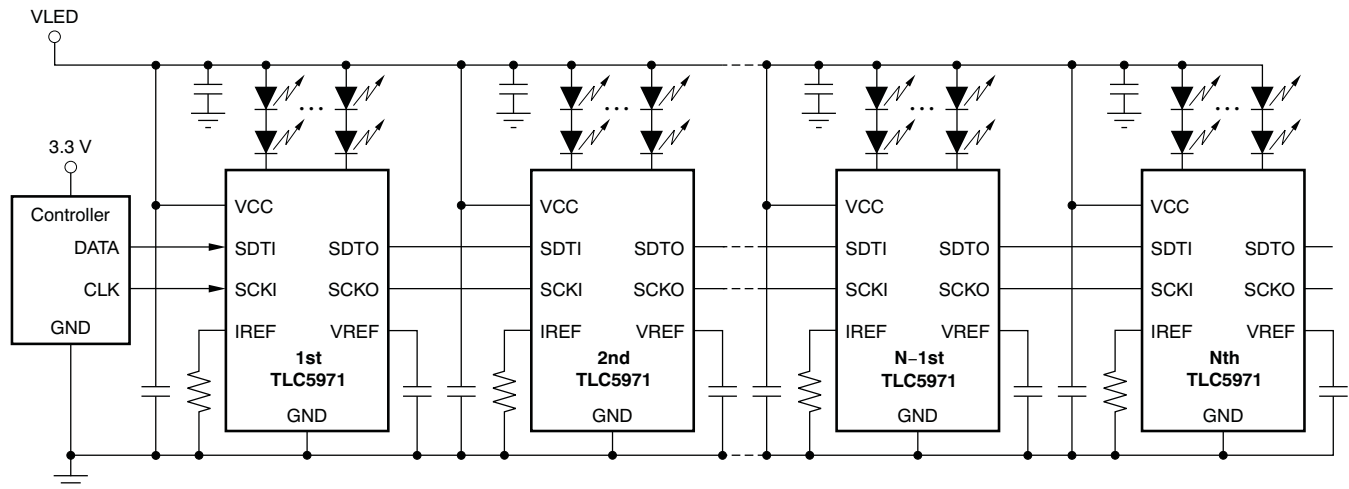 VLED
3.3 V
Controller
DATA
CLK
GND
VCC
SDTI
SDTO
SCKI
SCKO
IREF
VREF
1st
TLC5971
GND
VCC
SDTI
SDTO
SCKI
SCKO
IREF
VREF
2nd
TLC5971
GND
VCC
SDTI
SDTO
SCKI
SCKO
IREF
VREF
N–1st
TLC5971
GND
VCC
SDTI
SDTO
SCKI
SCKO
IREF
VREF
Nth
TLC5971
GND